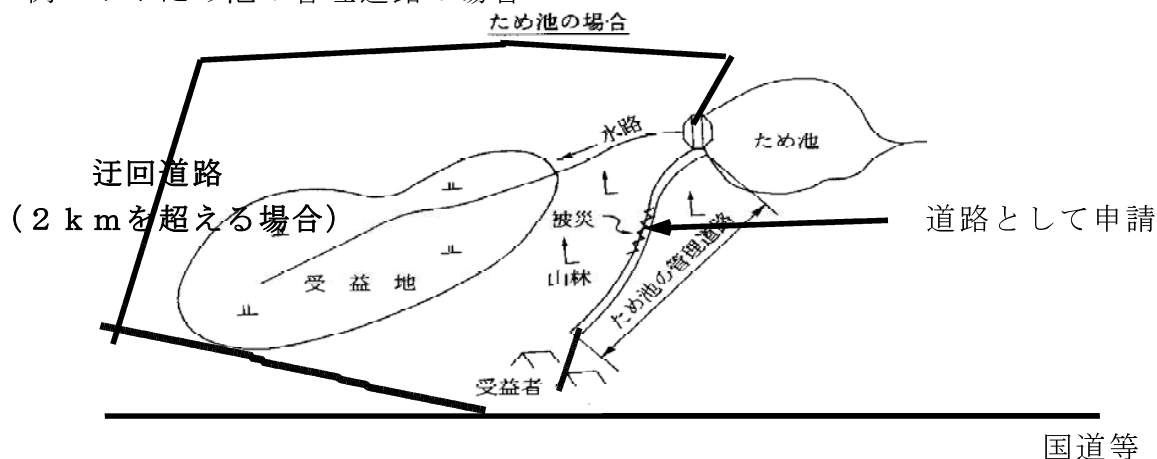 ため池の場合
水路
ため池
迂回道路
(2kmを超える場合)
被災
道路として申請
ため池の管理道路
受益地
山林
受益者
国道等